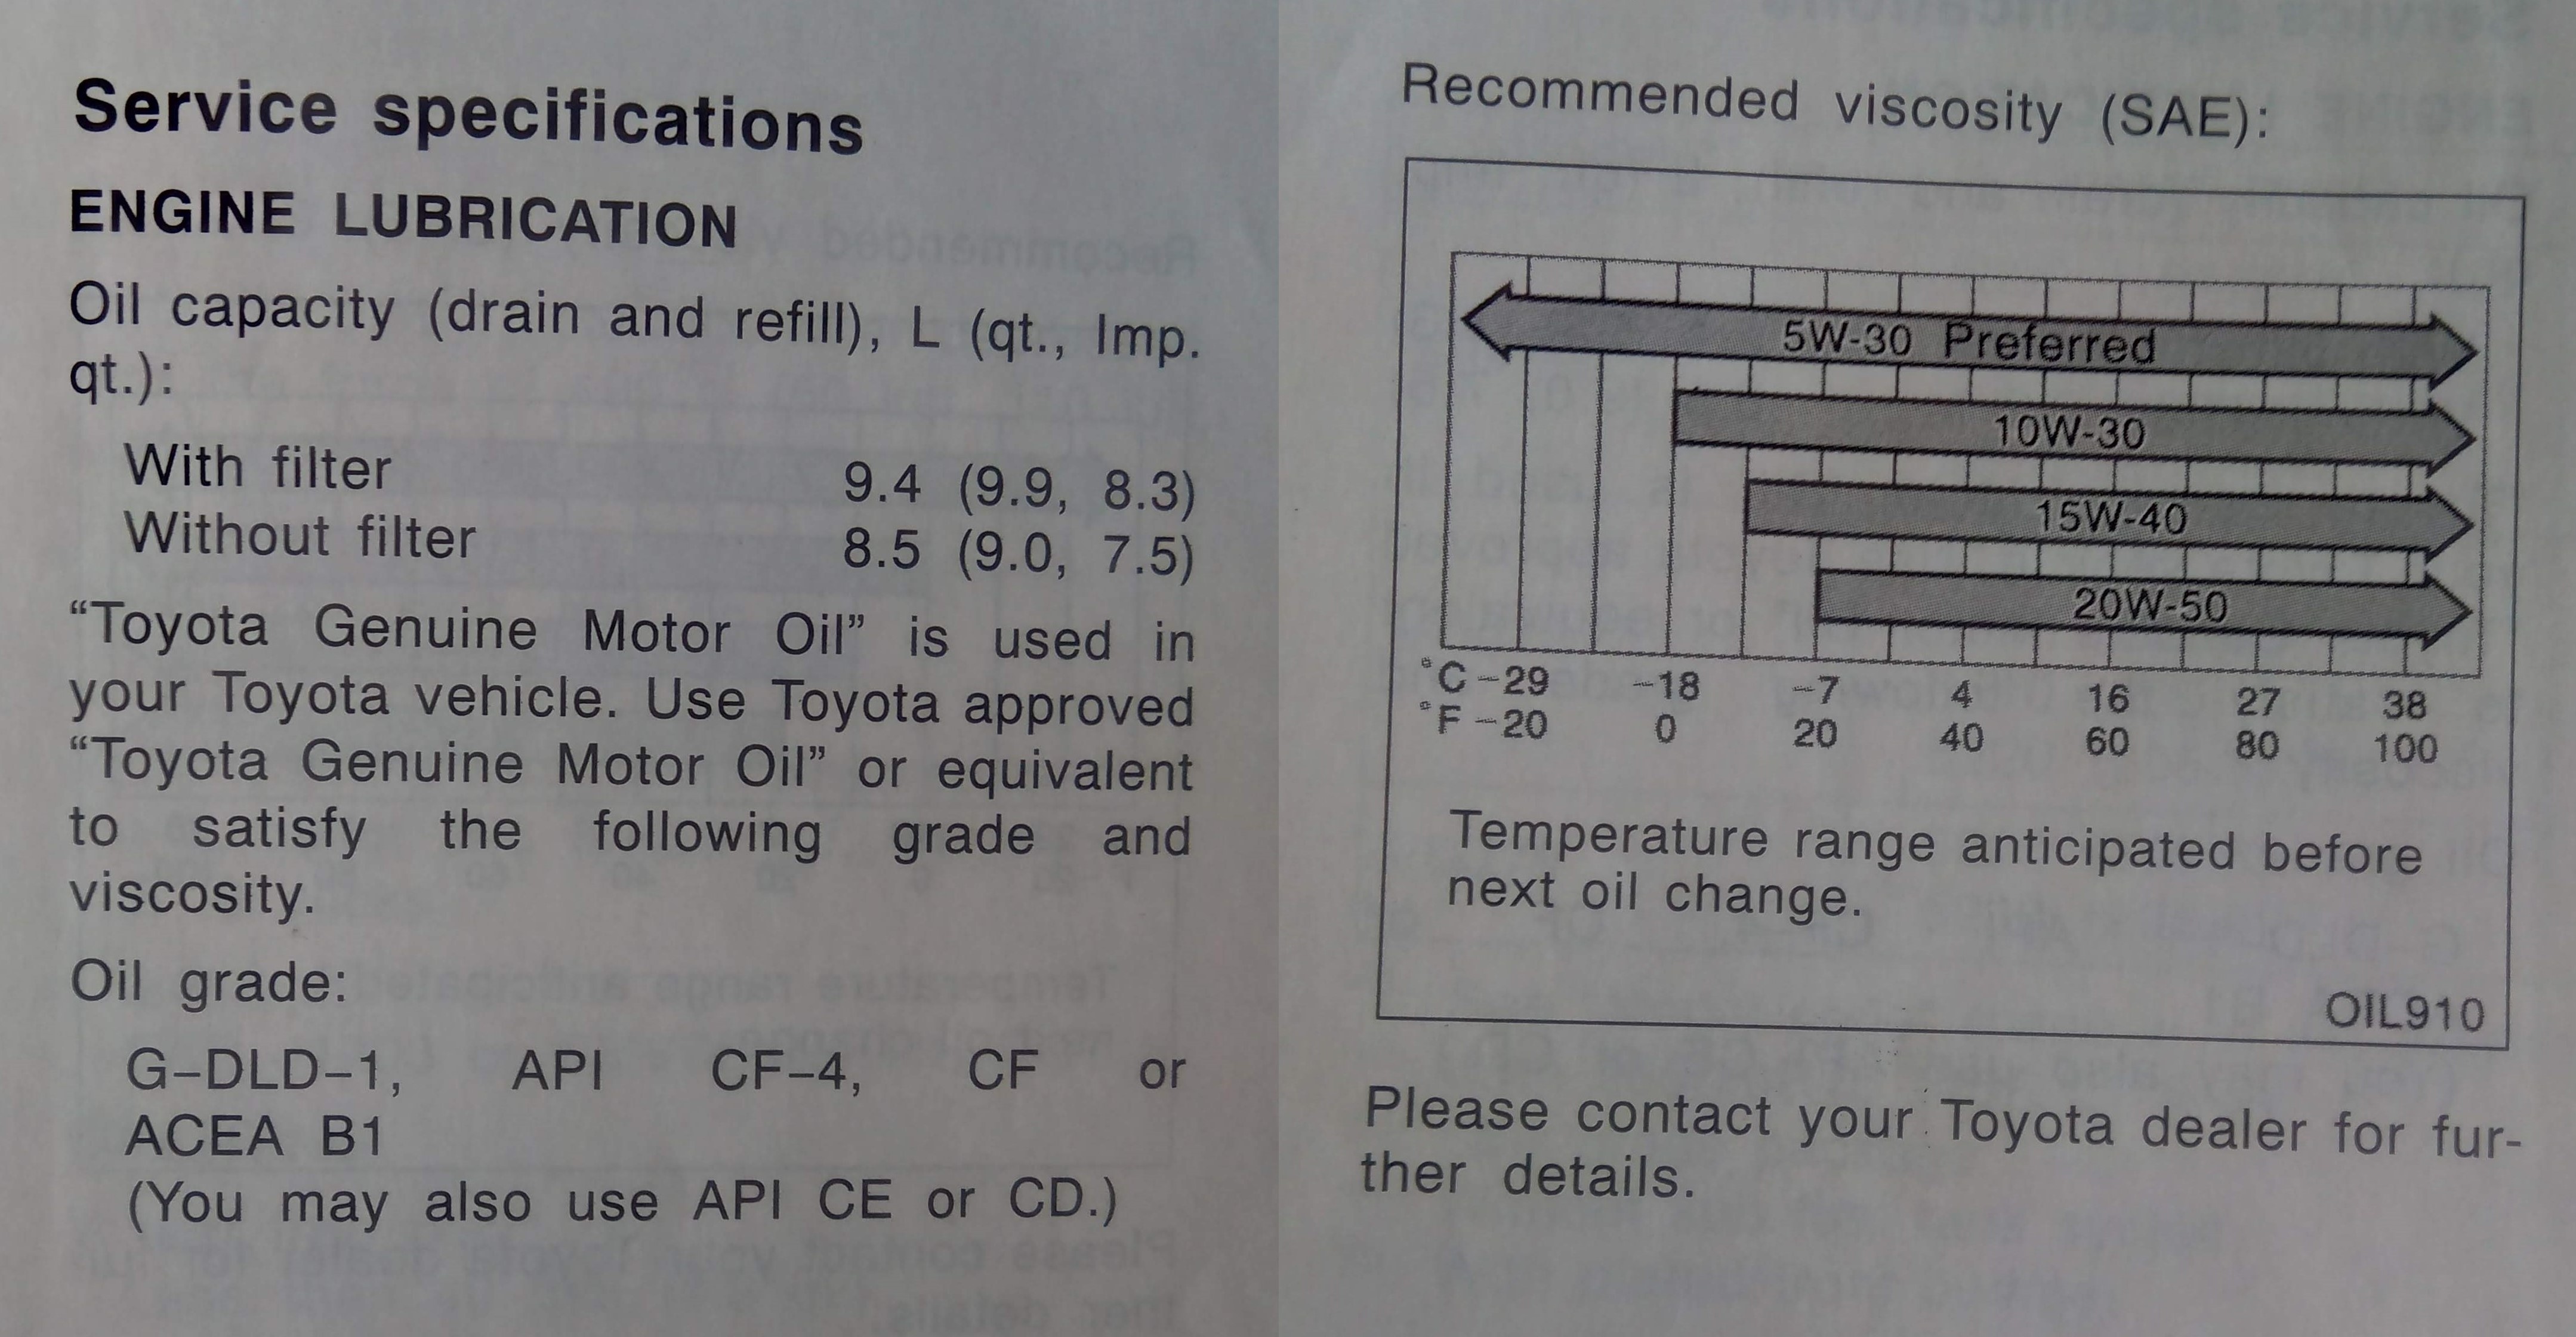 Service specifications
ENGINE LUBRICATION
Oil capacity (drain and refill), L (qt., Imp.
qt.):
With filter 9.4 (9.9, 8.3)
Without filter 8.5 (9.0, 7.5)
“Toyota Genuine Motor Oil” is used in
your Toyota vehicle. Use Toyota approved
“Toyota Genuine Motor Oil” or equivalent
to satisfy the following grade and
viscosity.
Oil grade:
G–DLD–1, API CF–4, CF or
ACEA B1
(You may also use API CE or CD.)
Recommended viscosity (SAE):
5W-30 Preferred
10W-30
15W-40
20W-50
°C –29 –18 –7 4 16 27 38
°F –20 0 20 40 60 80 100
Temperature range anticipated before
next oil change.
OIL910
Please contact your Toyota dealer for fur-
ther details.